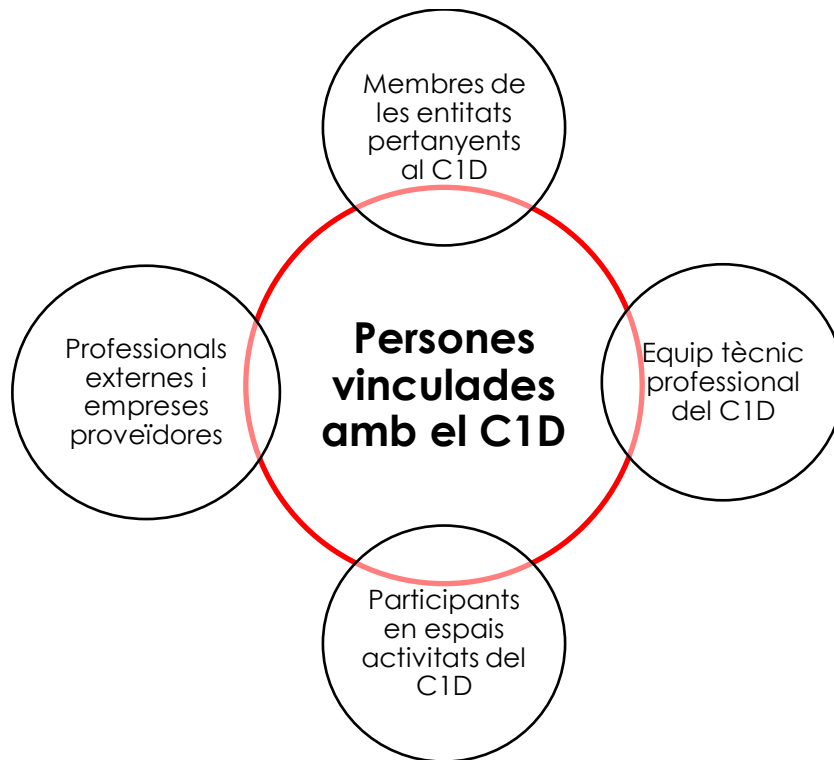 Membres de
les entitats
pertanyents
al C1D
Professionals
externes i
empreses
proveïdores
Persones
vinculades
amb el C1D
Equip tècnic
professional
del C1D
Participants
en espais
activitats del
C1D